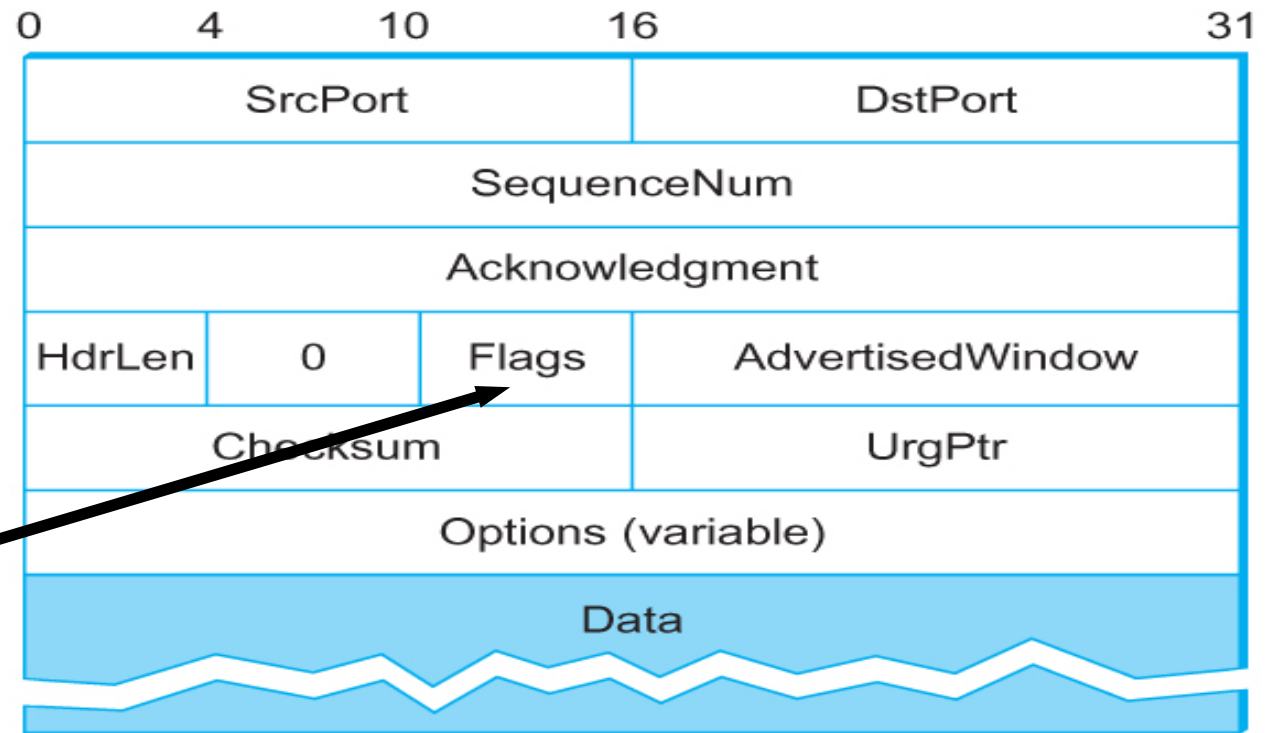 0 4 10 16 31
SrcPort DstPort
SequenceNum
Acknowledgment
HdrLen 0 Flags AdvertisedWindow
Checksum UrgPtr
Options (variable)
Data